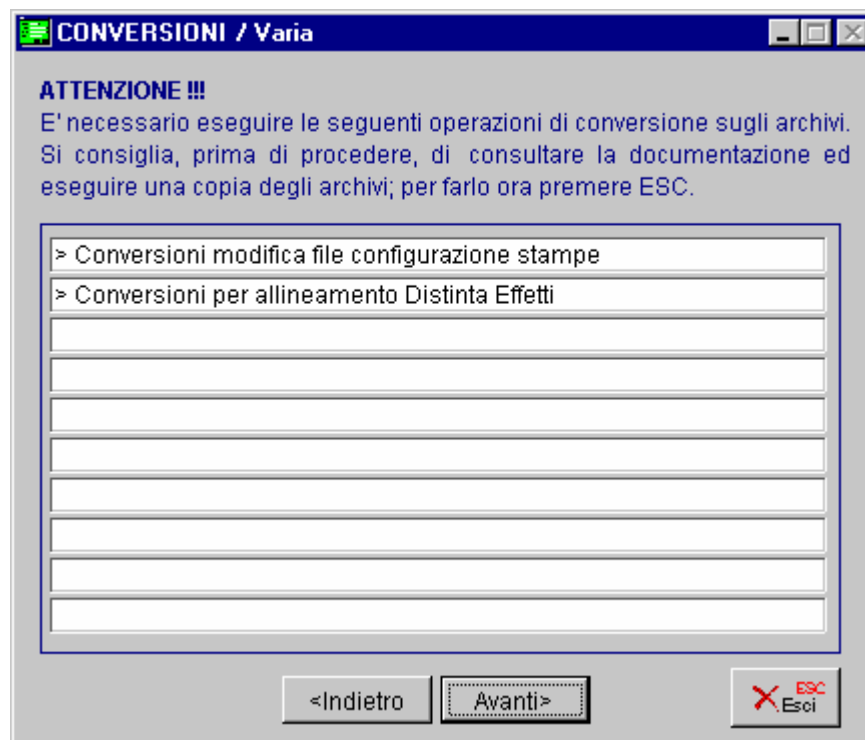 CONVERSIONI / Varia
ATTENZIONE !!!
E' necessario eseguire le seguenti operazioni di conversione sugli archivi.
Si consiglia, prima di procedere, di consultare la documentazione ed
eseguire una copia degli archivi; per farlo ora premere ESC.
> Conversioni modifica file configurazione stampe
> Conversioni per allineamento Distinta Effetti
<Indietro
Avanti>
ESC
Esci